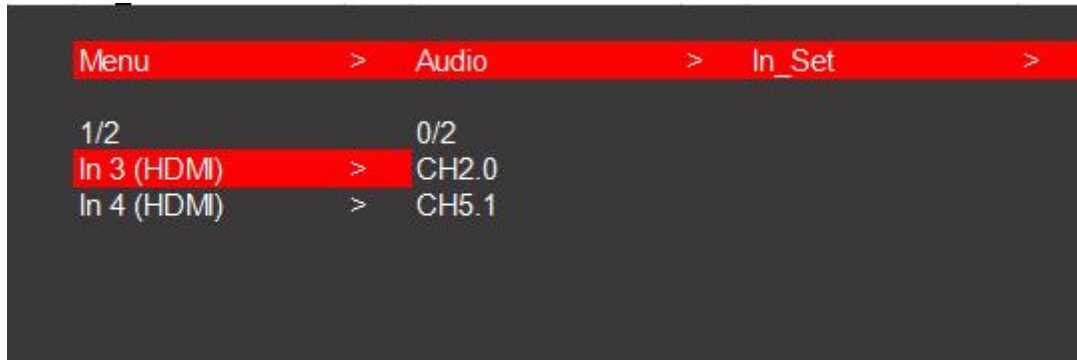 Menu > Audio > In_Set >
1/2 0/2
In 3 (HDMI) > CH2.0
In 4 (HDMI) > CH5.1